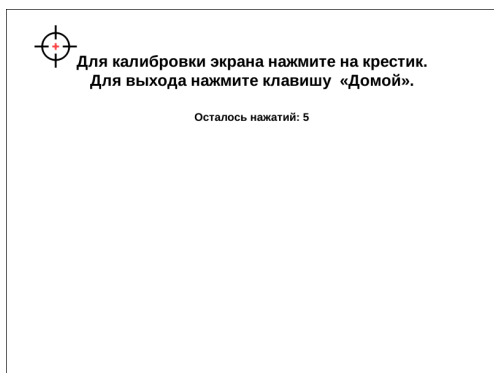 Для калибровки экрана нажмите на крестик.
Для выхода нажмите клавишу «Домой».
Осталось нажатий: 5